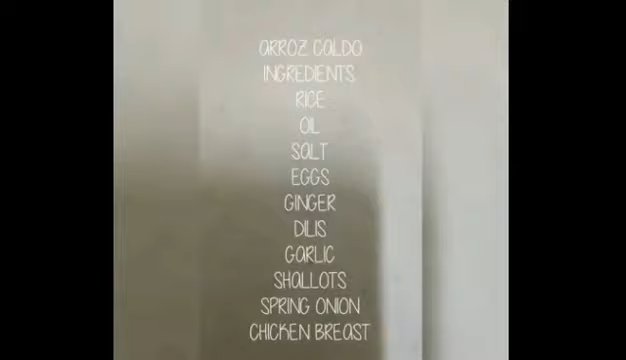 ARROZ CALDO
INGREDIENTS
RICE
OIL
SALT
EGGS
GINGER
DILIS
GARLIC
SHALLOTS
SPRING ONION
CHICKEN BREAST